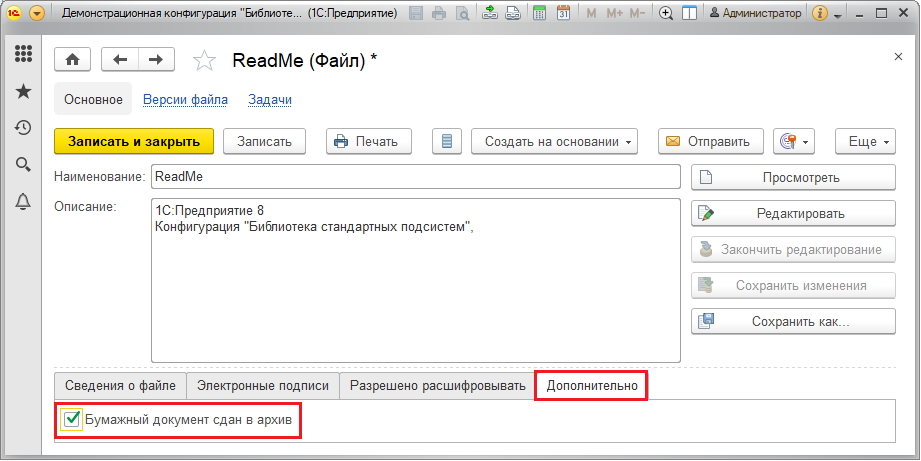 Демонстрационная конфигурация "Библиоте... (1С:Предприятие)
31
M M+ M−
Администратор
i
ReadMe (Файл) *
Основное Версии файла Задачи
Записать и закрыть Записать Печать Создать на основании Отправить Еще
Наименование: ReadMe
Просмотреть
Описание: 1С:Предприятие 8
Конфигурация "Библиотека стандартных подсистем",
Редактировать
Закончить редактирование
Сохранить изменения
Сохранить как...
Сведения о файле Электронные подписи Разрешено расшифровывать Дополнительно
Бумажный документ сдан в архив